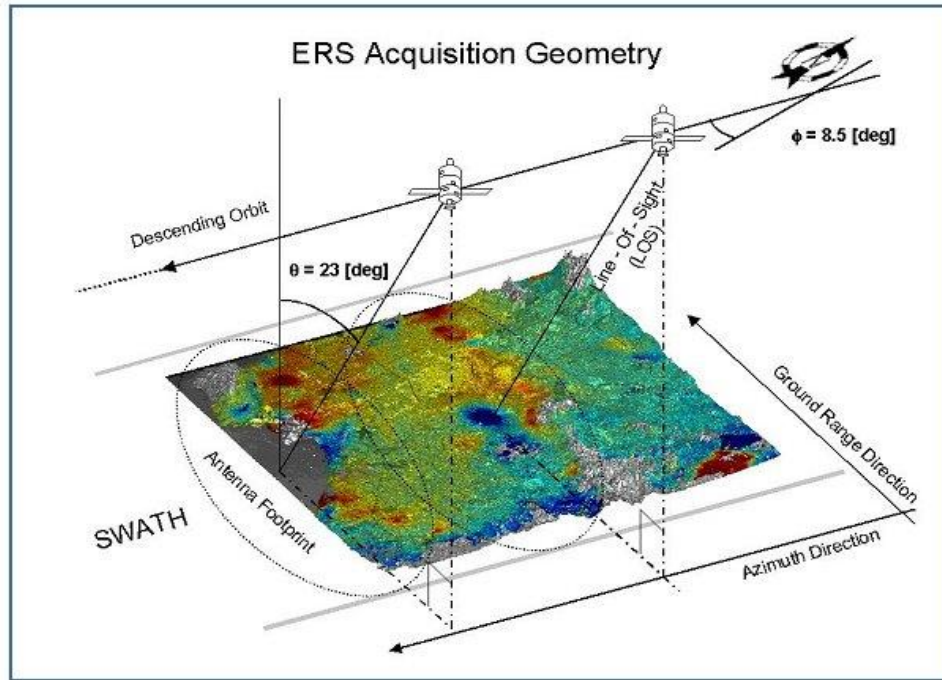 ERS Acquisition Geometry
ϕ = 8.5 [deg]
Descending Orbit
θ = 23 [deg]
Line - Of - Sight
(LOS)
Ground Range Direction
Antenna Footprint
SWATH
Azimuth Direction